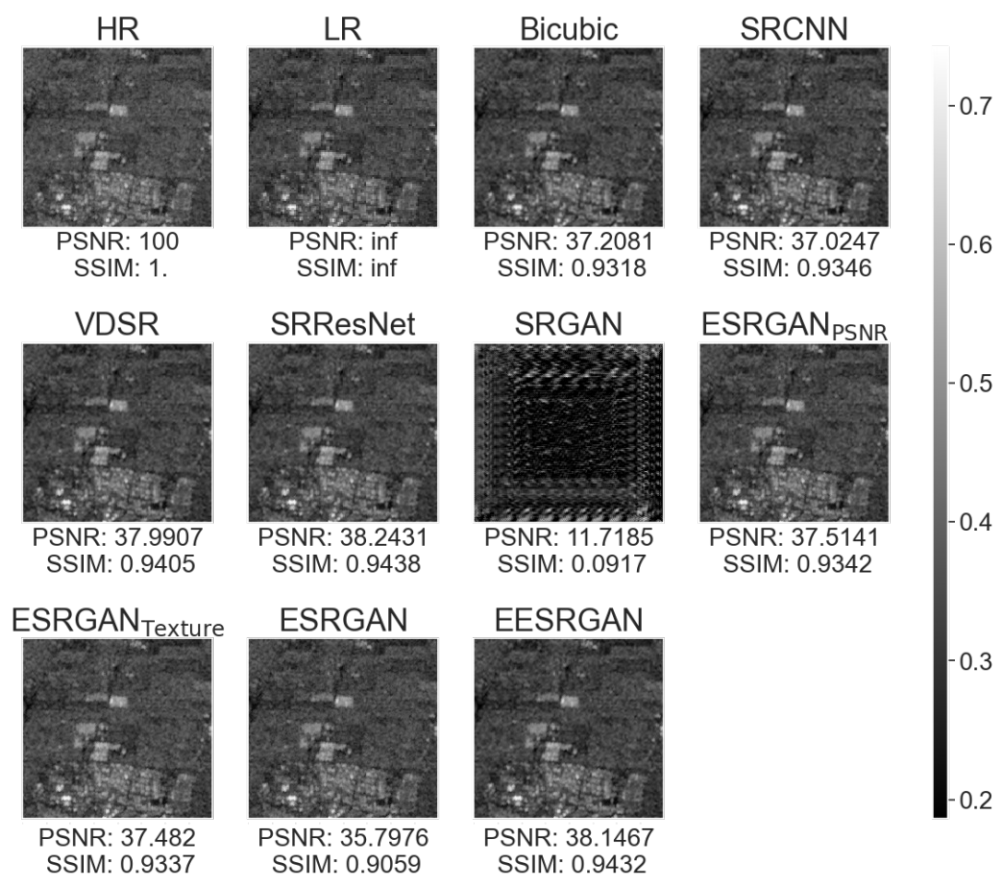 HR LR Bicubic SRCNN
PSNR: 100 PSNR: inf PSNR: 37.2081 PSNR: 37.0247
SSIM: 1. SSIM: inf SSIM: 0.9318 SSIM: 0.9346
VDSR SRResNet SRGAN ESRGAN PSNR
PSNR: 37.9907 PSNR: 38.2431 PSNR: 11.7185 PSNR: 37.5141
SSIM: 0.9405 SSIM: 0.9438 SSIM: 0.0917 SSIM: 0.9342
ESRGAN Texture ESRGAN EESRGAN
PSNR: 37.482 PSNR: 35.7976 PSNR: 38.1467
SSIM: 0.9337 SSIM: 0.9059 SSIM: 0.9432
0.7
0.6
0.5
0.4
0.3
0.2